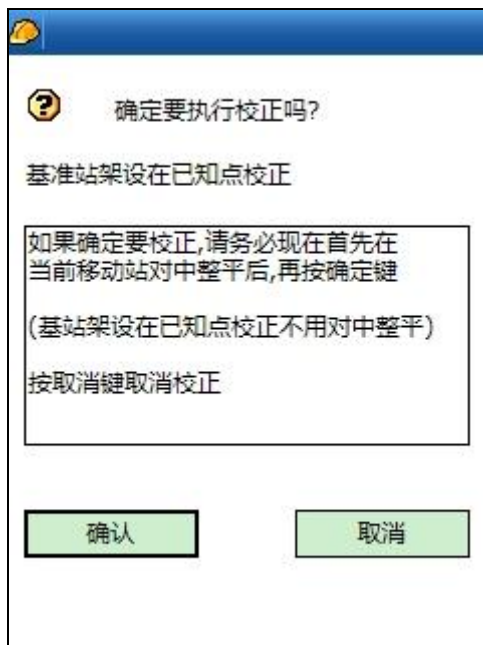 确定要执行校正吗?
基准站架设在已知点校正
如果确定要校正,请务必现在首先在
当前移动站对中整平后,再按确定键
(基站架设在已知点校正不用对中整平)
按取消键取消校正
确认
取消